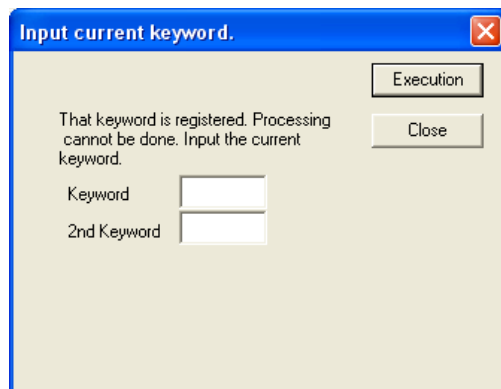 Input current keyword.
Execution
That keyword is registered. Processing
cannot be done. Input the current
keyword.
Close
Keyword
2nd Keyword